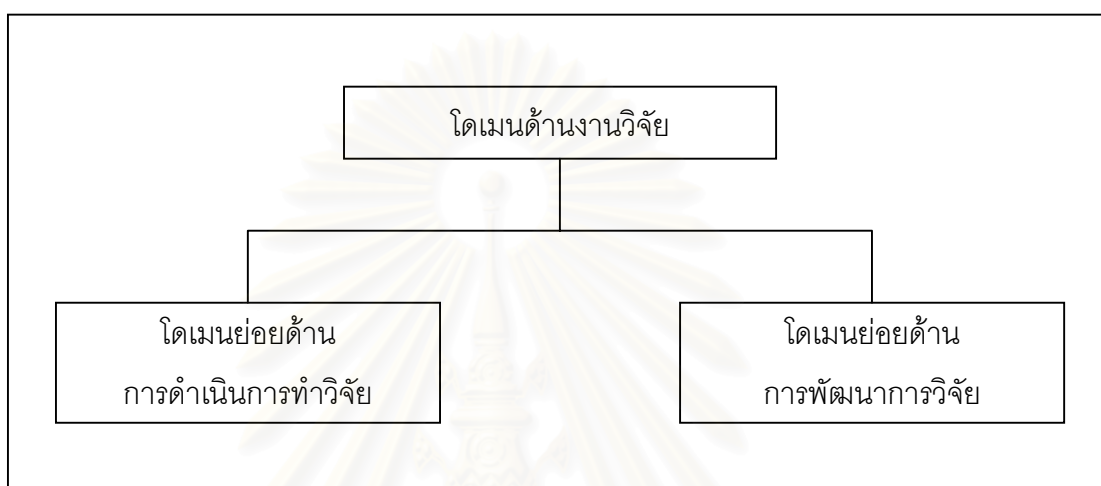 โดเมนด้านงานวิจัย
โดเมนย่อยด้าน
การดำเนินการทำวิจัย
โดเมนย่อยด้าน
การพัฒนาการวิจัย